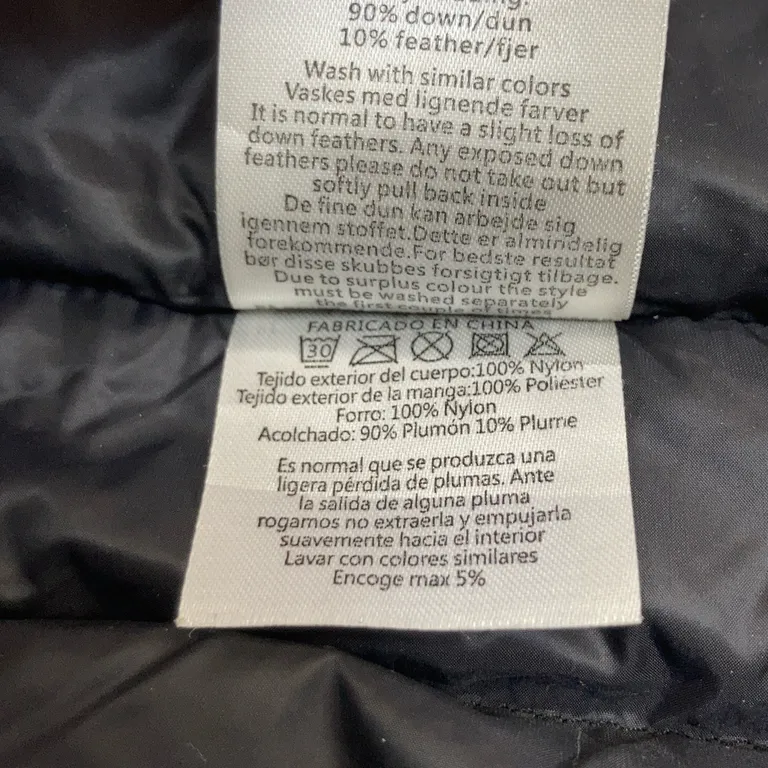 90% down/dun
10% feather/fjer
Wash with similar colors
Vaskes med lignende farver
It is normal to have a slight loss of
down feathers. Any exposed down
feathers please do not take out but
softly pull back inside
De fine dun kan arbejde sig
igennem stoffet.Dette er almindelig
forekommende.For bedste resultat
bør disse skubbes forsigtigt tilbage.
Due to surplus colour the style
must be washed separately
the first couple of times
FABRICADO EN CHINA
30
Tejido exterior del cuerpo:100% Nylon
Tejido exterior de la manga:100% Poliester
Forro: 100% Nylon
Acolchado: 90% Plumón 10% Plume
Es normal que se produzca una
ligera pérdida de plumas. Ante
la salida de alguna pluma
rogamos no extraerla y empujarla
suavemente hacia el interior
Lavar con colores similares
Encoge max 5%